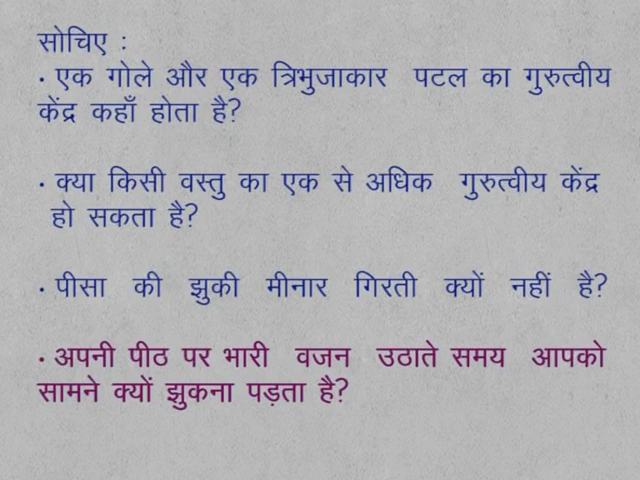 सोचिए :
• एक गोले और एक त्रिभुजाकार पटल का गुरुत्वीय
केंद्र कहाँ होता है?
• क्या किसी वस्तु का एक से अधिक गुरुत्वीय केंद्र
हो सकता है?
• पीसा की झुकी मीनार गिरती क्यों नहीं है?
• अपनी पीठ पर भारी वजन उठाते समय आपको
सामने क्यों झुकना पड़ता है?